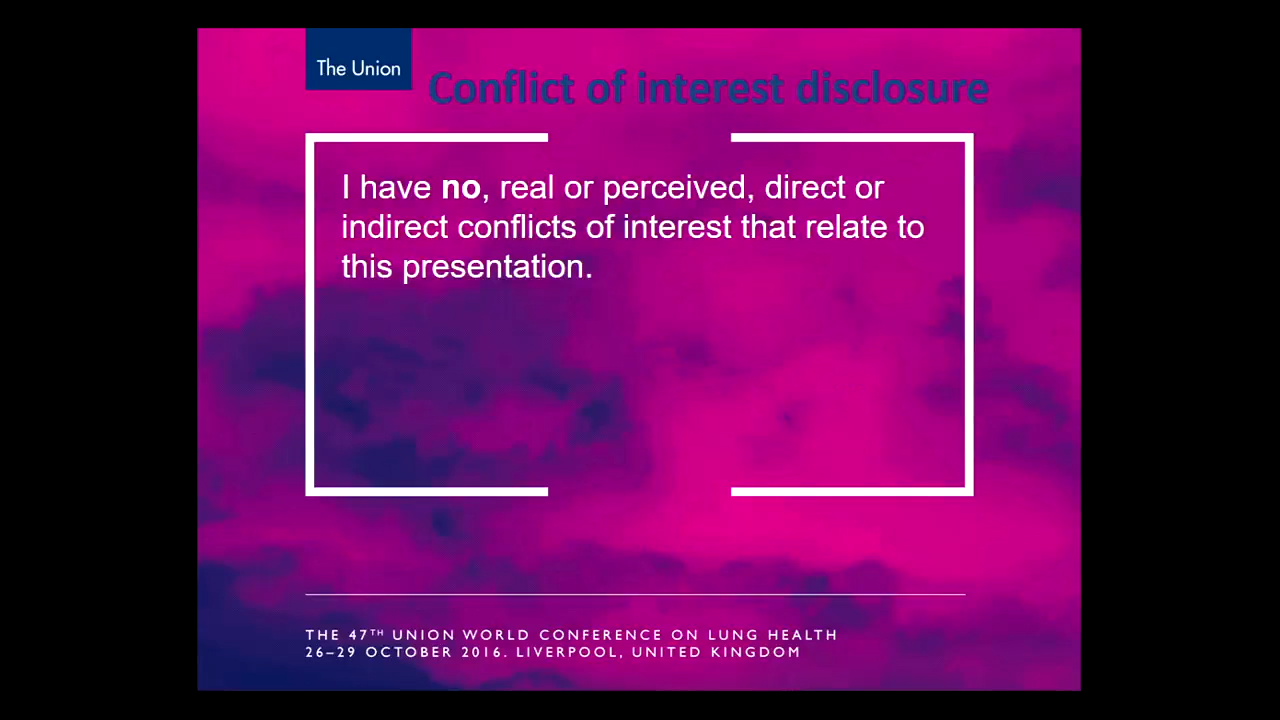 The Union
Conflict of interest disclosure
I have no, real or perceived, direct or
indirect conflicts of interest that relate to
this presentation.
THE 47TH UNION WORLD CONFERENCE ON LUNG HEALTH
26–29 OCTOBER 2016. LIVERPOOL, UNITED KINGDOM